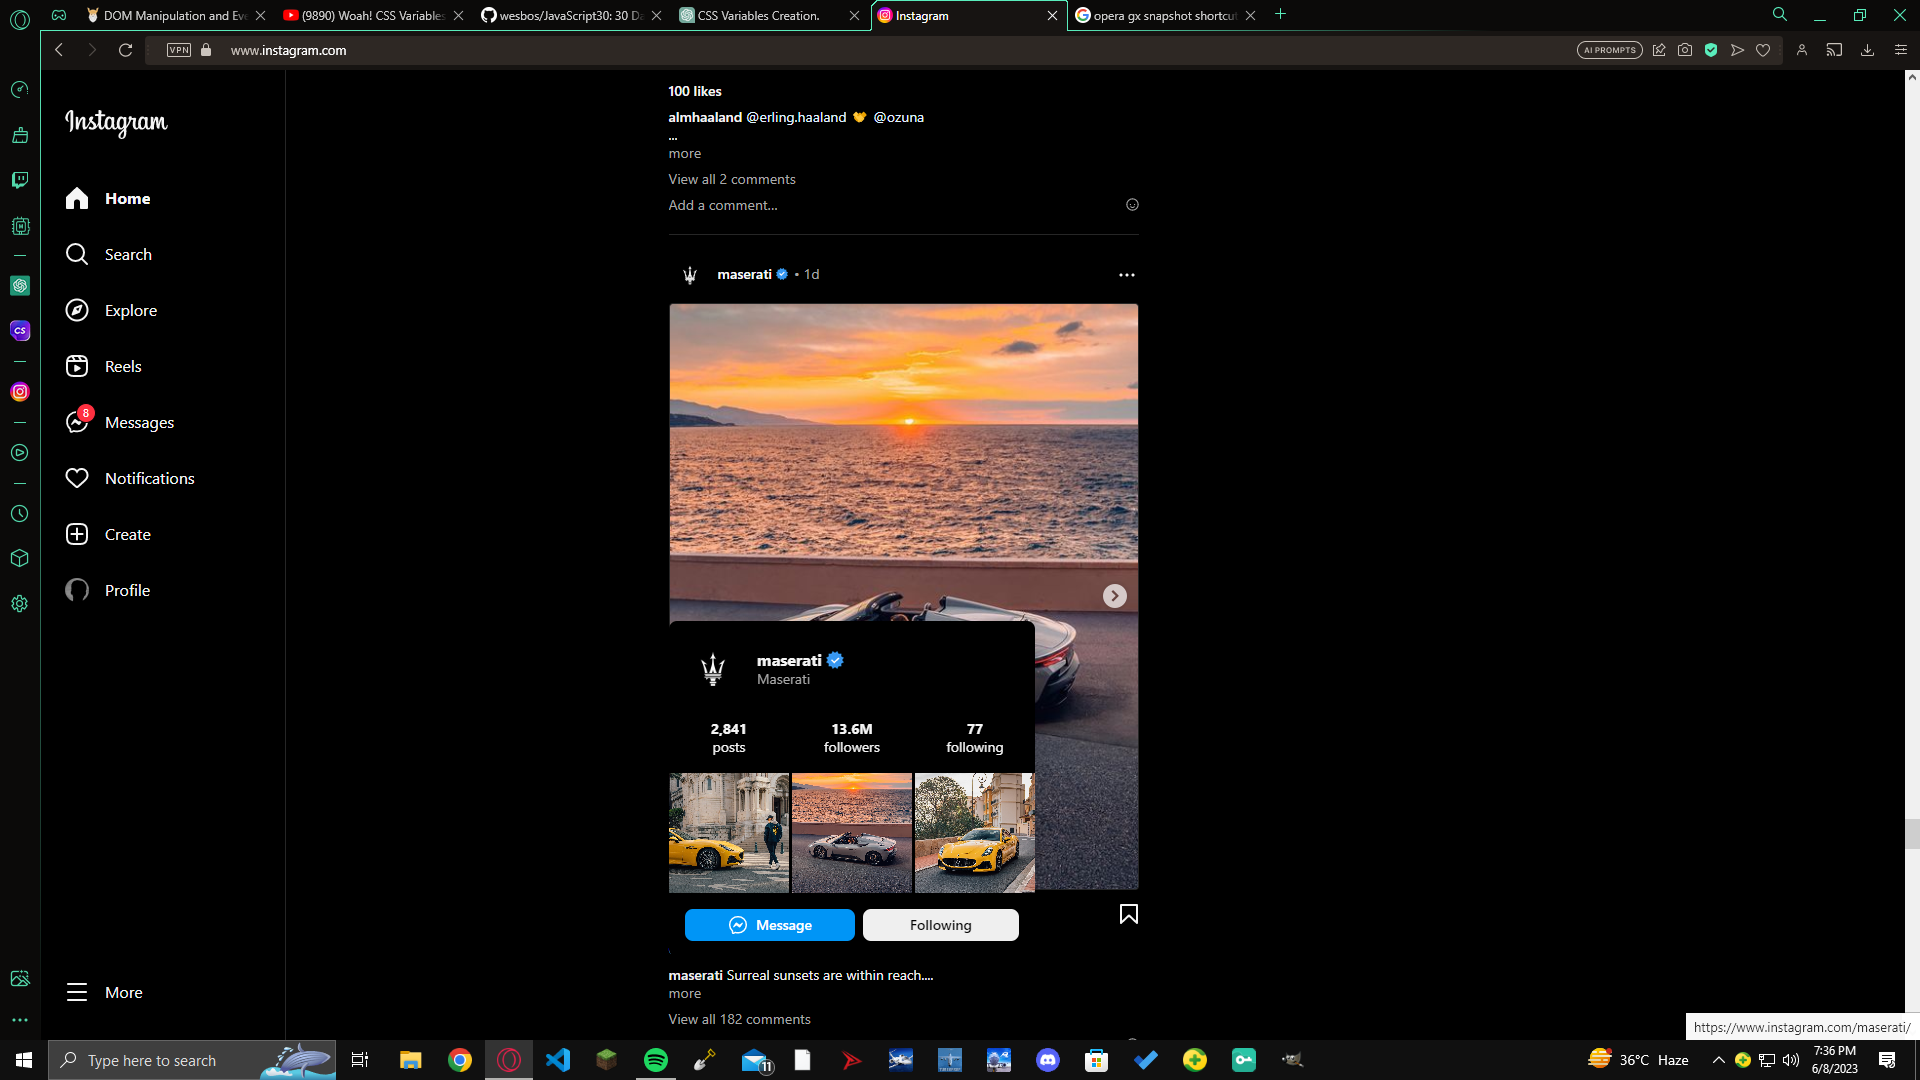 DOM Manipulation and Eve
(9890) Woah! CSS Variables
wesbos/JavaScript30: 30 Da
CSS Variables Creation.
Instagram
opera gx snapshot shortcut
VPN
www.instagram.com
AI PROMPTS
Instagram
Home
Search
Explore
Reels
8
Messages
Notifications
Create
Profile
More
100 likes
almhaaland @erling.haaland 🤝 @ozuna
...
more
View all 2 comments
Add a comment...
maserati • 1d
maserati
Maserati
2,841
posts
13.6M
followers
77
following
Message
Following
maserati Surreal sunsets are within reach....
more
View all 182 comments
https://www.instagram.com/maserati/
Type here to search
11
36°C Haze
7:36 PM
6/8/2023